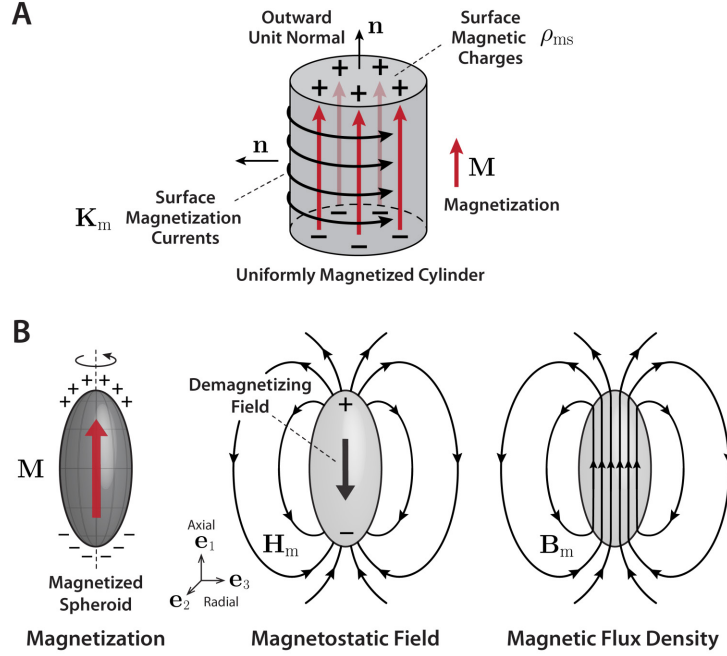 A
Outward
Unit Normal
n
Surface
Magnetic
Charges
ρms
+ + + + +
n
Surface
Magnetization
Currents
Km
M
Magnetization
− − − − −
Uniformly Magnetized Cylinder
B
+ + + + + + + +
M
− − − − − − − −
Magnetized
Spheroid
Magnetization
Axial
e1
e2
e3
Radial
Demagnetizing
Field
+
−
Hm
Magnetostatic Field
Bm
Magnetic Flux Density